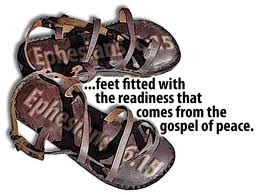 Ephesians 6:15
Ephesians 6:15
...feet fitted with
the readiness that
comes from the
gospel of peace.